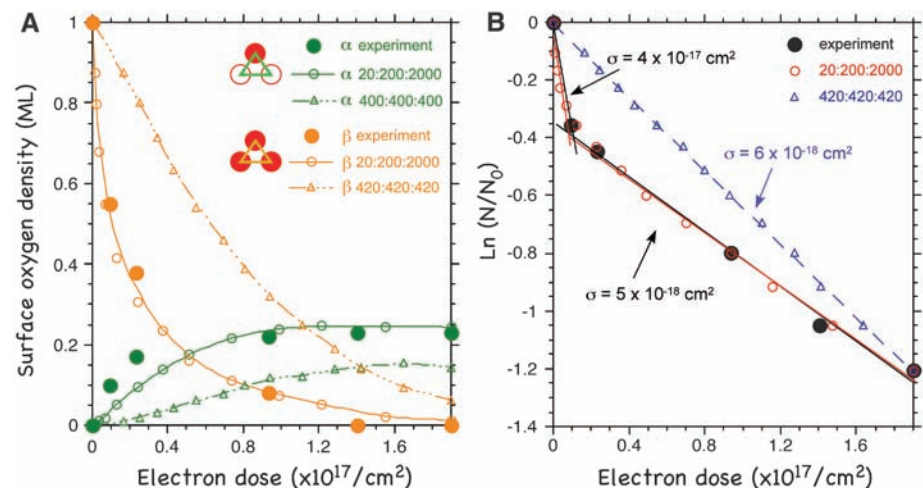 A
α experiment
α 20:200:2000
α 400:400:400
β experiment
β 20:200:2000
β 420:420:420
Surface oxygen density (ML)
1
0.8
0.6
0.4
0.2
0
0 0.4 0.8 1.2 1.6
Electron dose (x10¹⁷/cm²)
B
experiment
20:200:2000
420:420:420
σ = 4 x 10⁻¹⁷ cm²
σ = 6 x 10⁻¹⁸ cm²
σ = 5 x 10⁻¹⁸ cm²
Ln (N/N₀)
0
-0.2
-0.4
-0.6
-0.8
-1
-1.2
-1.4
0 0.4 0.8 1.2 1.6
Electron dose (x10¹⁷/cm²)